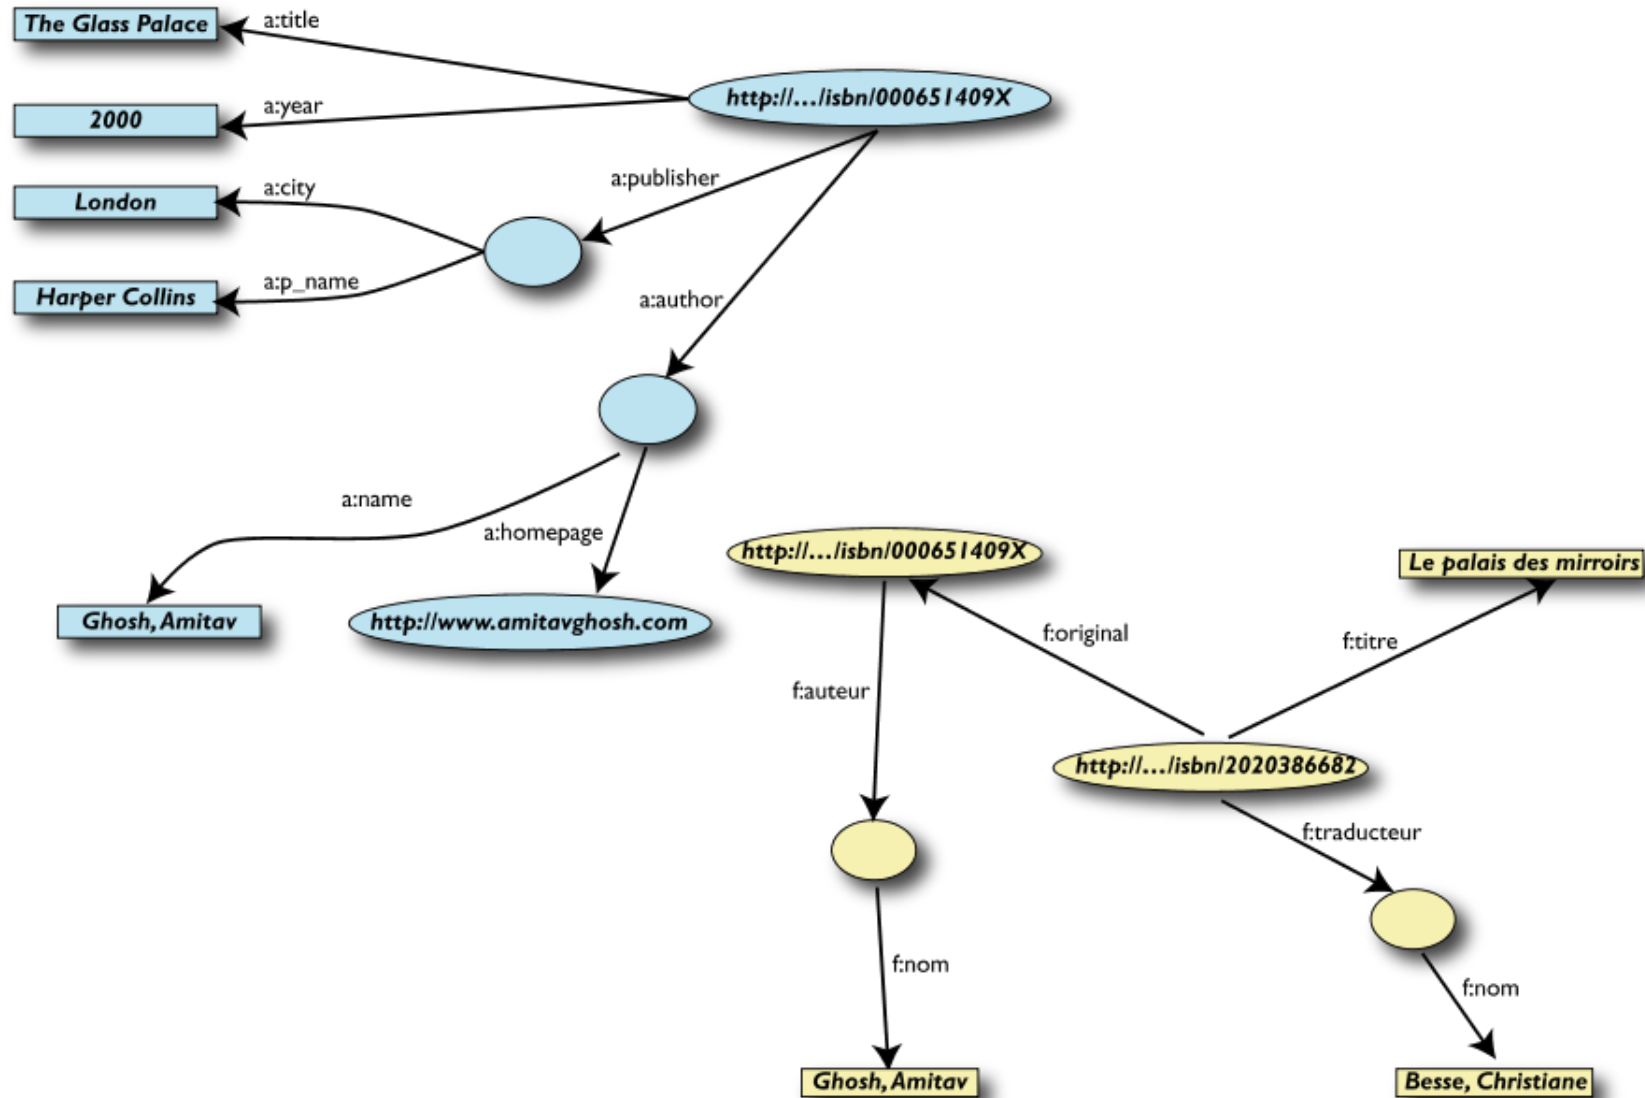 The Glass Palace
a:title
http://.../isbn/000651409X
2000
a:year
a:publisher
London
a:city
Harper Collins
a:p_name
a:author
a:name
a:homepage
Ghosh, Amitav
http://www.amitavghosh.com
http://.../isbn/000651409X
Le palais des mirroirs
f:original
f:titre
f:auteur
http://.../isbn/2020386682
f:traducteur
f:nom
f:nom
Ghosh, Amitav
Besse, Christiane